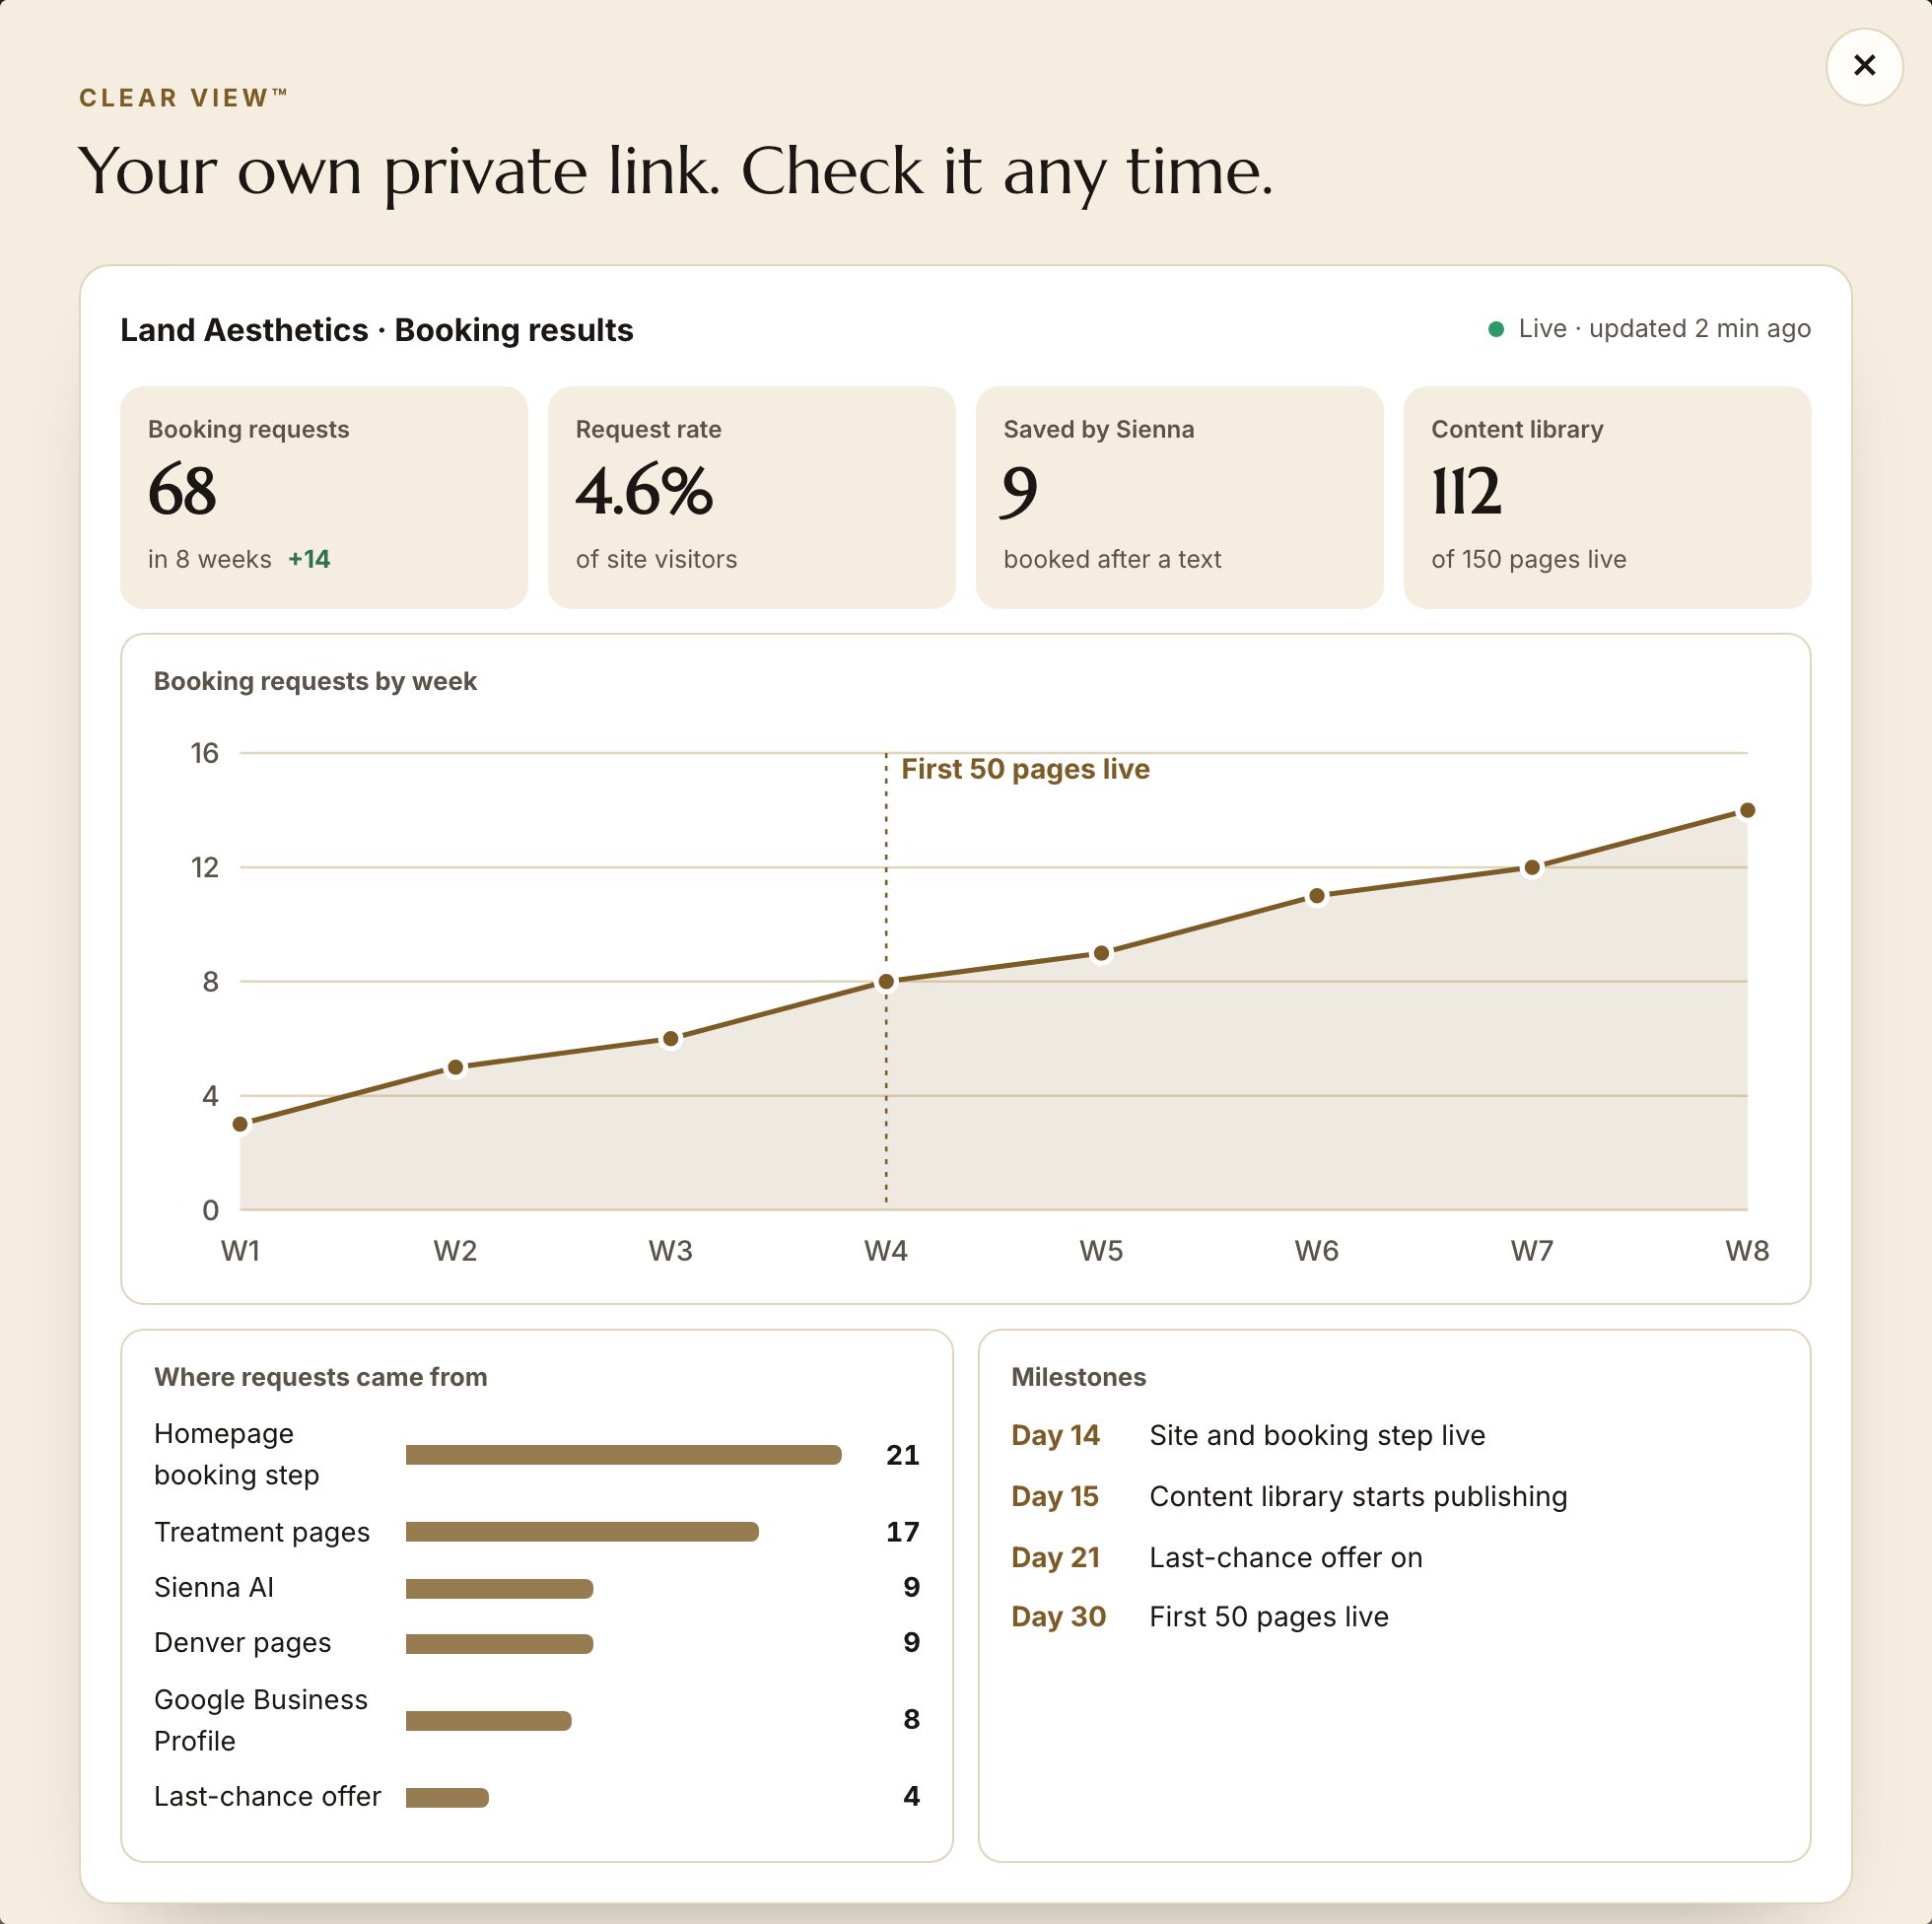 CLEAR VIEW™
Your own private link. Check it any time.
Land Aesthetics · Booking results
Live · updated 2 min ago
Booking requests
68
in 8 weeks +14
Request rate
4.6%
of site visitors
Saved by Sienna
9
booked after a text
Content library
112
of 150 pages live
Booking requests by week
16
First 50 pages live
12
8
4
0
W1 W2 W3 W4 W5 W6 W7 W8
Where requests came from
Homepage
booking step
21
Treatment pages 17
Sienna AI 9
Denver pages 9
Google Business
Profile
8
Last-chance offer 4
Milestones
Day 14 Site and booking step live
Day 15 Content library starts publishing
Day 21 Last-chance offer on
Day 30 First 50 pages live